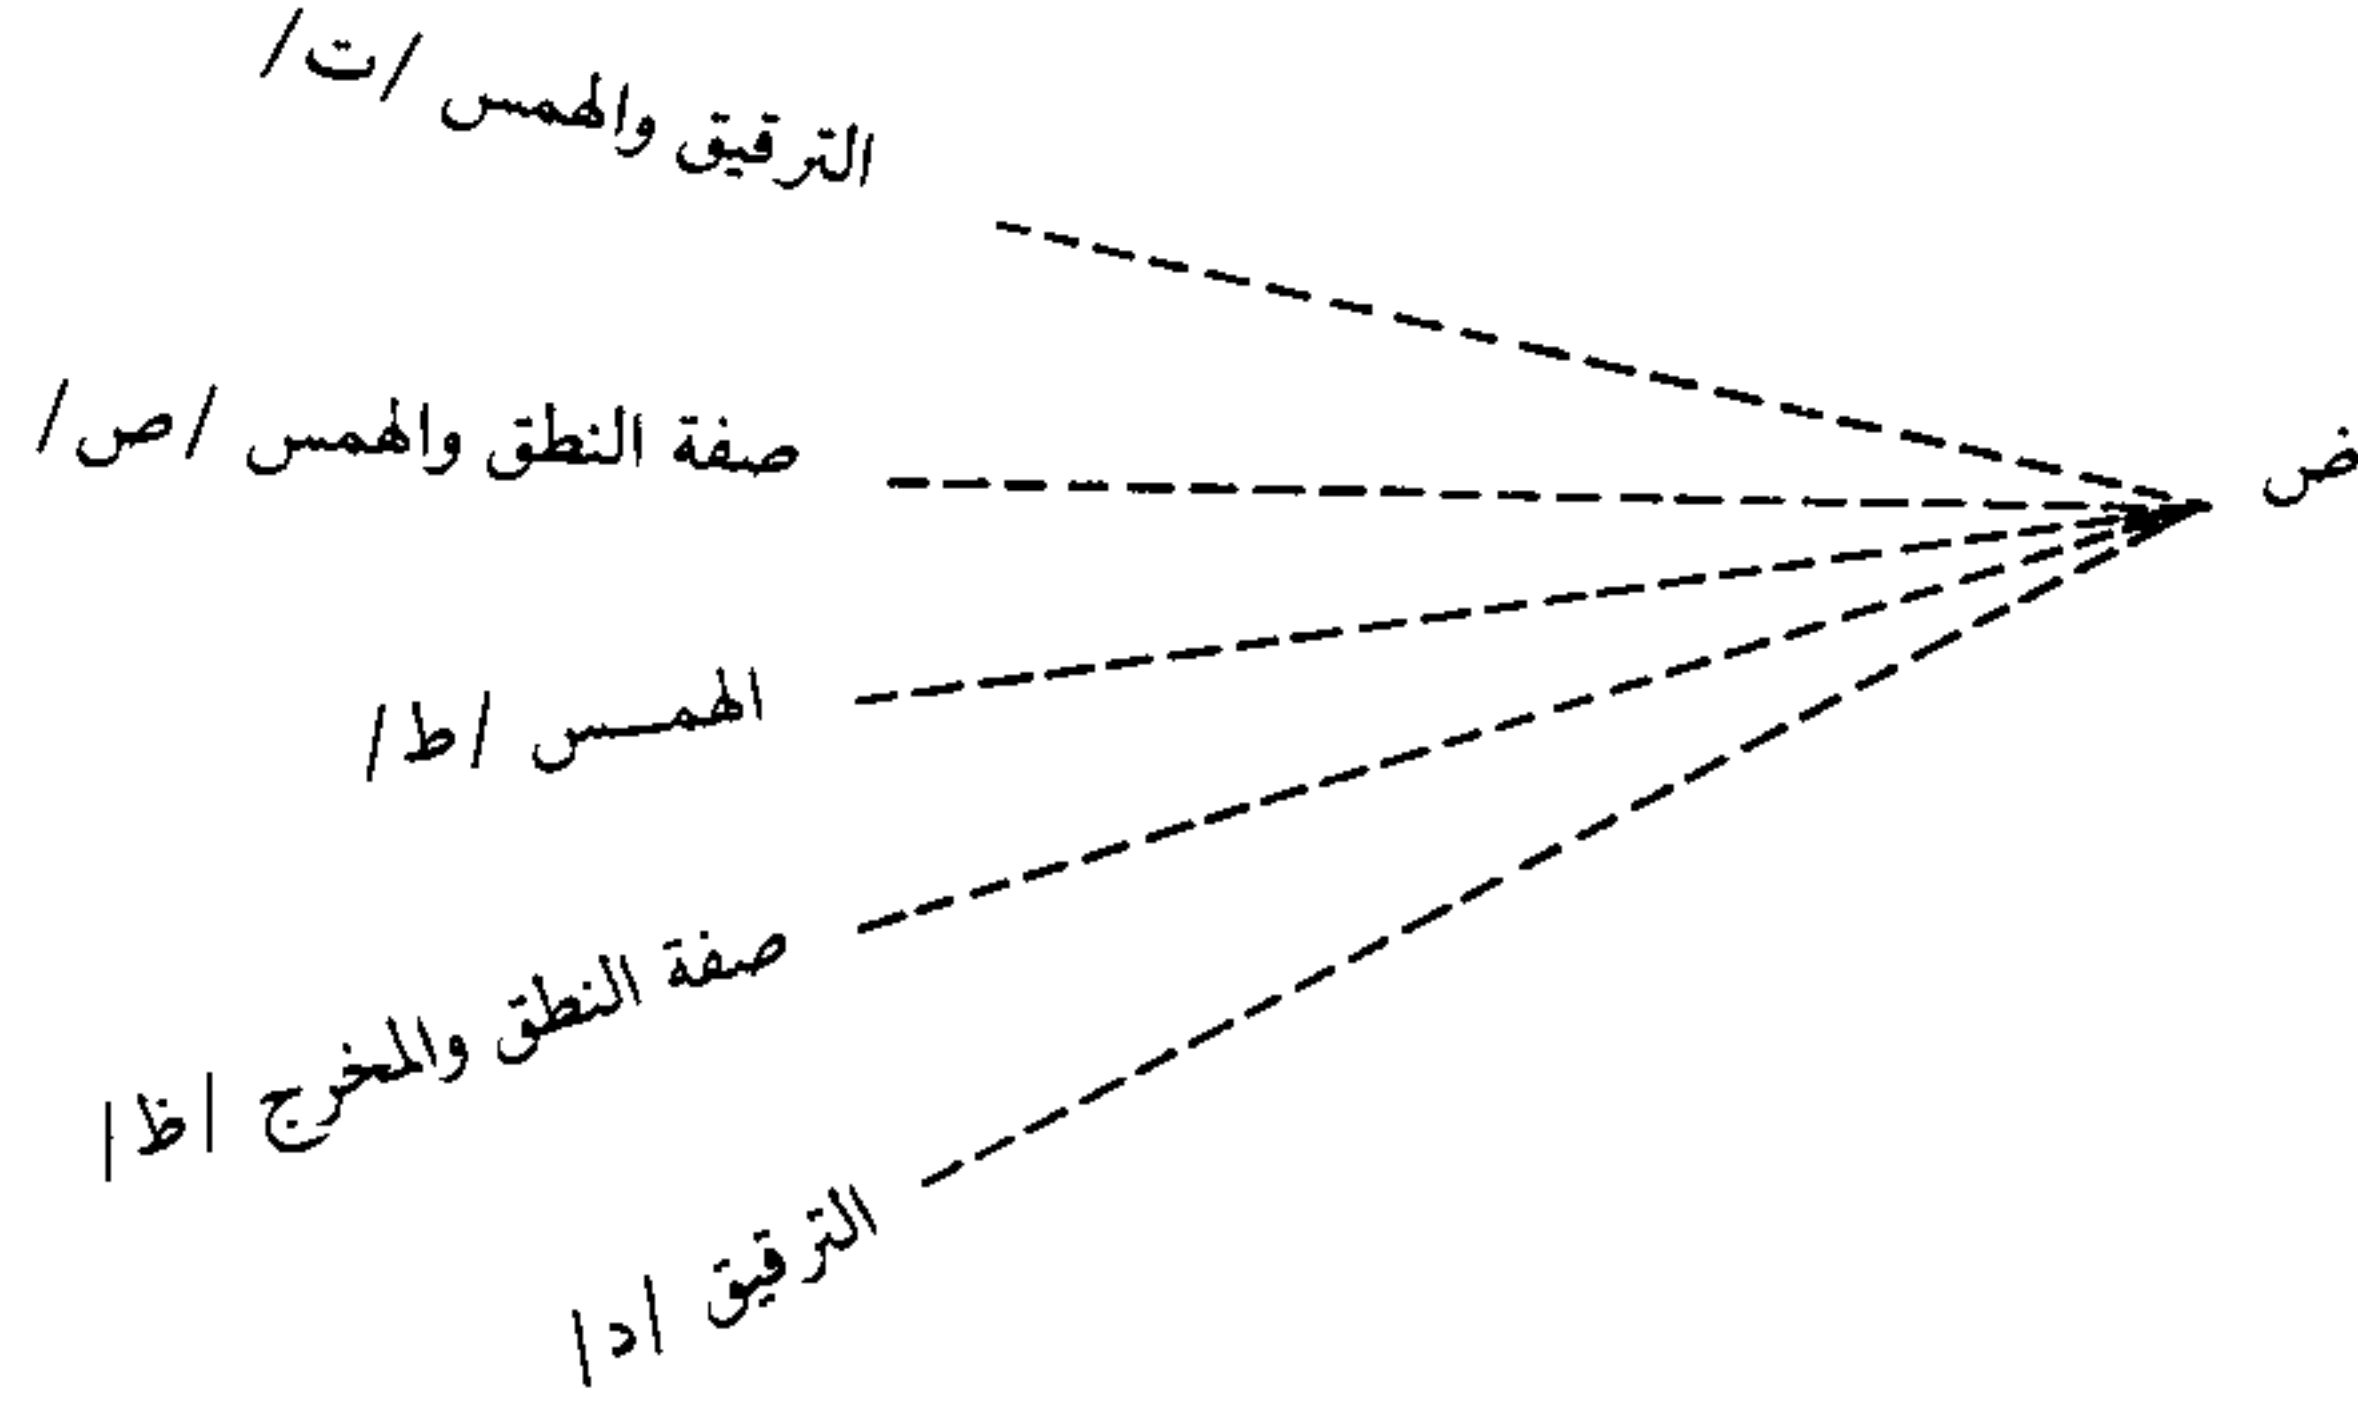 الترقيق والهمس /ت/
ض
صفة النطق والهمس /ص/
الهمس /ط/
صفة النطق والمخرج /ظ/
الترقيق /د/